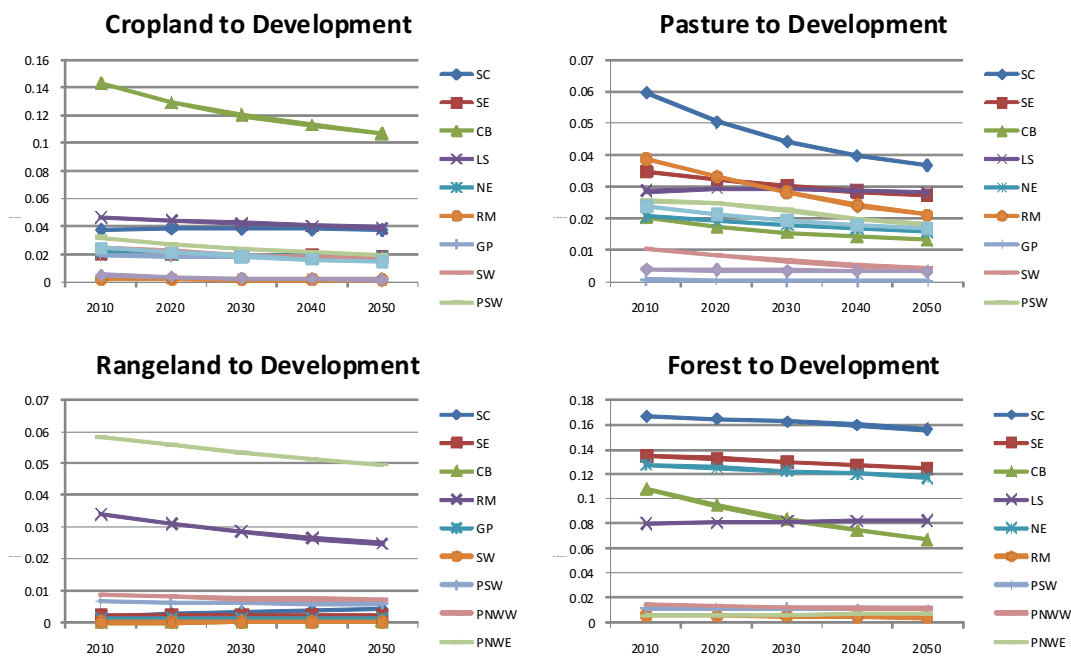 Cropland to Development
0.16
0.14
0.12
0.1
0.08
0.06
0.04
0.02
0
2010 2020 2030 2040 2050
SC
SE
CB
LS
NE
RM
GP
SW
PSW
Pasture to Development
0.07
0.06
0.05
0.04
0.03
0.02
0.01
0
2010 2020 2030 2040 2050
SC
SE
CB
LS
NE
RM
GP
SW
PSW
Rangeland to Development
0.07
0.06
0.05
0.04
0.03
0.02
0.01
0
2010 2020 2030 2040 2050
SC
SE
CB
RM
GP
SW
PSW
PNWW
PNWE
Forest to Development
0.18
0.16
0.14
0.12
0.1
0.08
0.06
0.04
0.02
0
2010 2020 2030 2040 2050
SC
SE
CB
LS
NE
RM
PSW
PNWW
PNWE